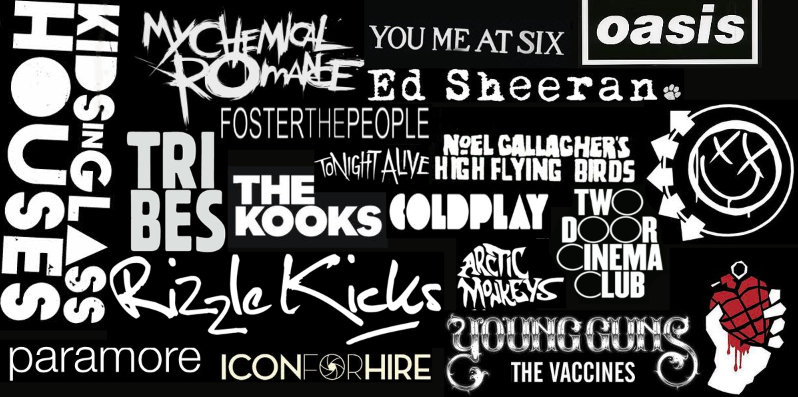 KIDS IN GLASS
HOUSES
MY CHEMICAL
ROMANCE
YOU ME AT SIX
oasis
Ed Sheeran
FOSTERTHEPEOPLE
TRI
BES
TONIGHT ALIVE
NOEL GALLAGHER'S
HIGH FLYING BIRDS
THE
KOOKS
COLDPLAY
TWO
DOOR
CINEMA
CLUB
ARCTIC
MONKEYS
Rizzle Kicks
paramore
ICONFORHIRE
YOUNG GUNS
THE VACCINES